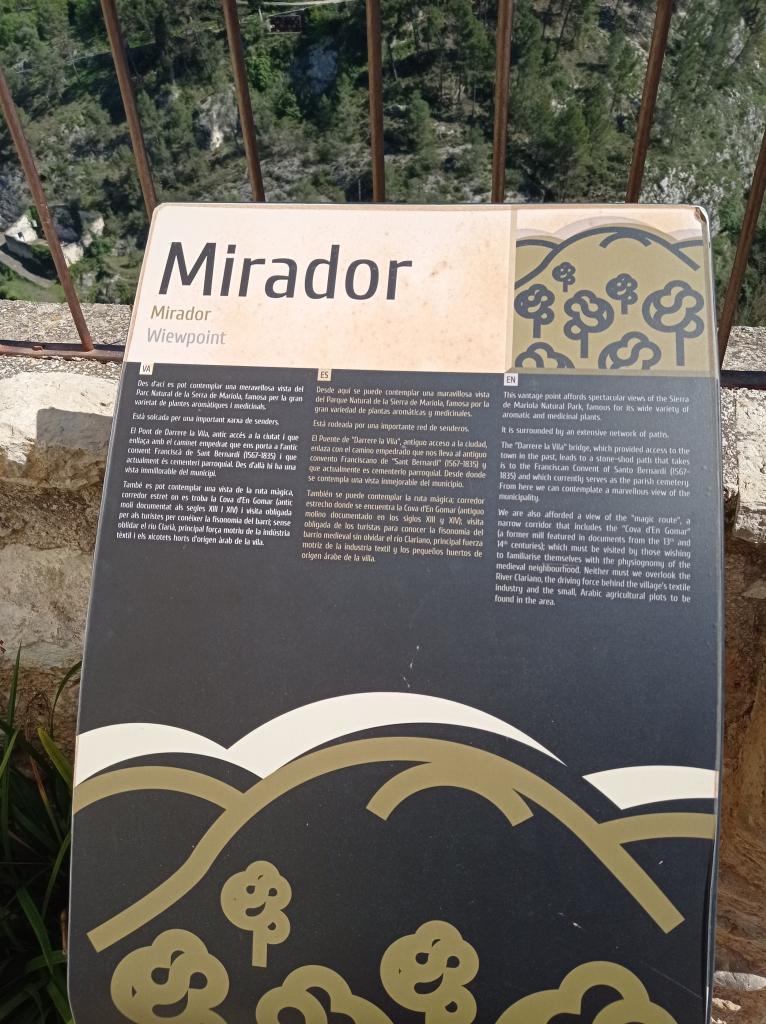 Mirador
Mirador
Wiewpoint
VA
Des d'ací es pot contemplar una meravellosa vista del
Parc Natural de la Serra de Mariola, famosa per la gran
varietat de plantes aromàtiques i medicinals.
Està solcada per una important xarxa de senders.
El Pont de Darrere la Vila, antic accés a la ciutat i que
enllaça amb el caminet empedrat que ens porta a l'antic
convent Franciscà de Sant Bernardí (1567-1835) i que
actualment és cementeri parroquial. Des d'allà hi ha una
vista immillorable del municipi.
També es pot contemplar una vista de la ruta màgica,
corredor estret on es troba la Cova d'En Gomar (antic
molí documentat als segles XIII i XIV) i visita obligada
per als turistes per conéixer la fisonomia del barri; sense
oblidar el riu Clarià, principal força motriu de la indústria
tèxtil i els xicotets horts d'origen àrab de la vila.
ES
Desde aquí se puede contemplar una maravillosa vista
del Parque Natural de la Sierra de Mariola, famosa por la
gran variedad de plantas aromáticas y medicinales.
Está rodeada por una importante red de senderos.
El Puente de "Darrere la Vila", antiguo acceso a la ciudad,
enlaza con el camino empedrado que nos lleva al antiguo
convento Franciscano de "Sant Bernardí" (1567-1835) y
que actualmente es cementerio parroquial. Desde donde
se contempla una vista inmejorable del municipio.
También se puede contemplar la ruta mágica; corredor
estrecho donde se encuentra la Cova d'En Gomar (antiguo
molino documentado en los siglos XIII y XIV); visita
obligada de los turistas para conocer la fisonomía del
barrio medieval sin olvidar el río Clariano, principal fuerza
motriz de la industria textil y los pequeños huertos de
origen árabe de la villa.
EN
This vantage point affords spectacular views of the Sierra
de Mariola Natural Park, famous for its wide variety of
aromatic and medicinal plants.
It is surrounded by an extensive network of paths.
The "Darrere la Vila" bridge, which provided access to the
town in the past, leads to a stone-shod path that takes
is to the Franciscan Convent of Santo Bernardí (1567-
1835) and which currently serves as the parish cemetery
From here we can contemplate a marvellous view of the
municipality.
We are also afforded a view of the "magic route", a
narrow corridor that includes the "Cova d'En Gomar"
(a former mill featured in documents from the 13th and
14th centuries); which must be visited by those wishing
to familiarise themselves with the physiognomy of the
medieval neighbourhood. Neither must we overlook the
River Clariano, the driving force behind the village's textile
industry and the small, Arabic agricultural plots to be
found in the area.